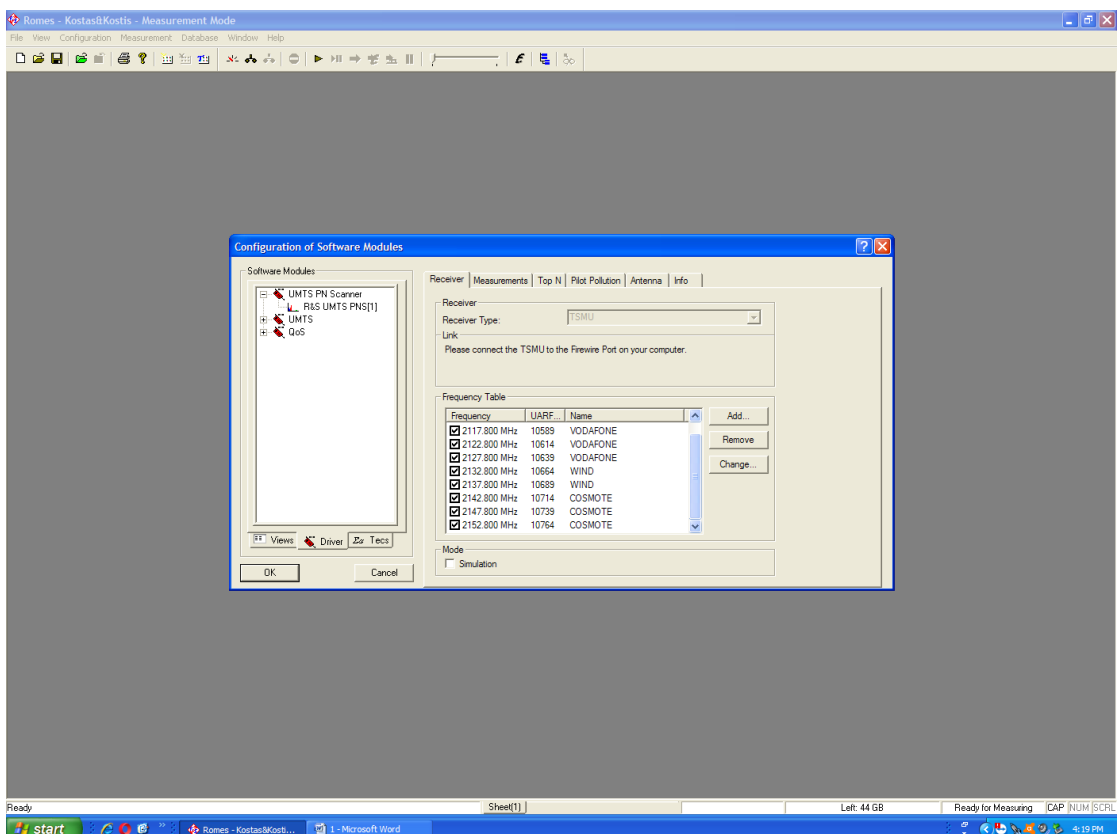 Romes - Kostas&Kostis - Measurement Mode
File View Configuration Measurement Database Window Help
Configuration of Software Modules
Software Modules
UMTS PN Scanner
R&S UMTS PNS[1]
UMTS
QoS
Views Driver Tecs
OK Cancel
Receiver Measurements Top N Pilot Pollution Antenna Info
Receiver
Receiver Type: TSMU
Link
Please connect the TSMU to the Firewire Port on your computer.
Frequency Table
Frequency UARF... Name
2117.800 MHz 10589 VODAFONE
2122.800 MHz 10614 VODAFONE
2127.800 MHz 10639 VODAFONE
2132.800 MHz 10664 WIND
2137.800 MHz 10689 WIND
2142.800 MHz 10714 COSMOTE
2147.800 MHz 10739 COSMOTE
2152.800 MHz 10764 COSMOTE
Add...
Remove
Change...
Mode
Simulation
Ready Sheet(1) Left: 44 GB Ready for Measuring CAP NUM SCRL
start Romes - Kostas&Kosti... 1 - Microsoft Word 4:19 PM